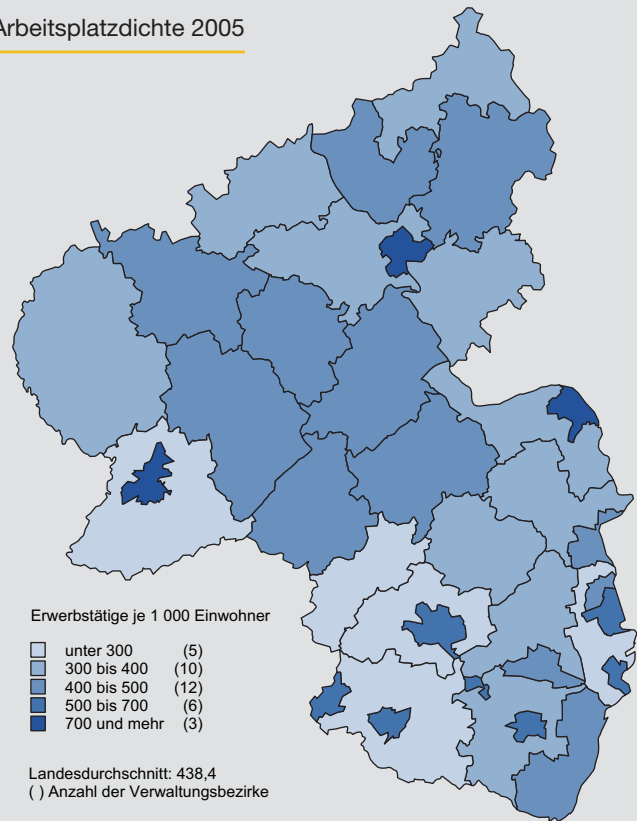 Arbeitsplatzdichte 2005
Erwerbstätige je 1 000 Einwohner
unter 300 (5)
300 bis 400 (10)
400 bis 500 (12)
500 bis 700 (6)
700 und mehr (3)
Landesdurchschnitt: 438,4
( ) Anzahl der Verwaltungsbezirke